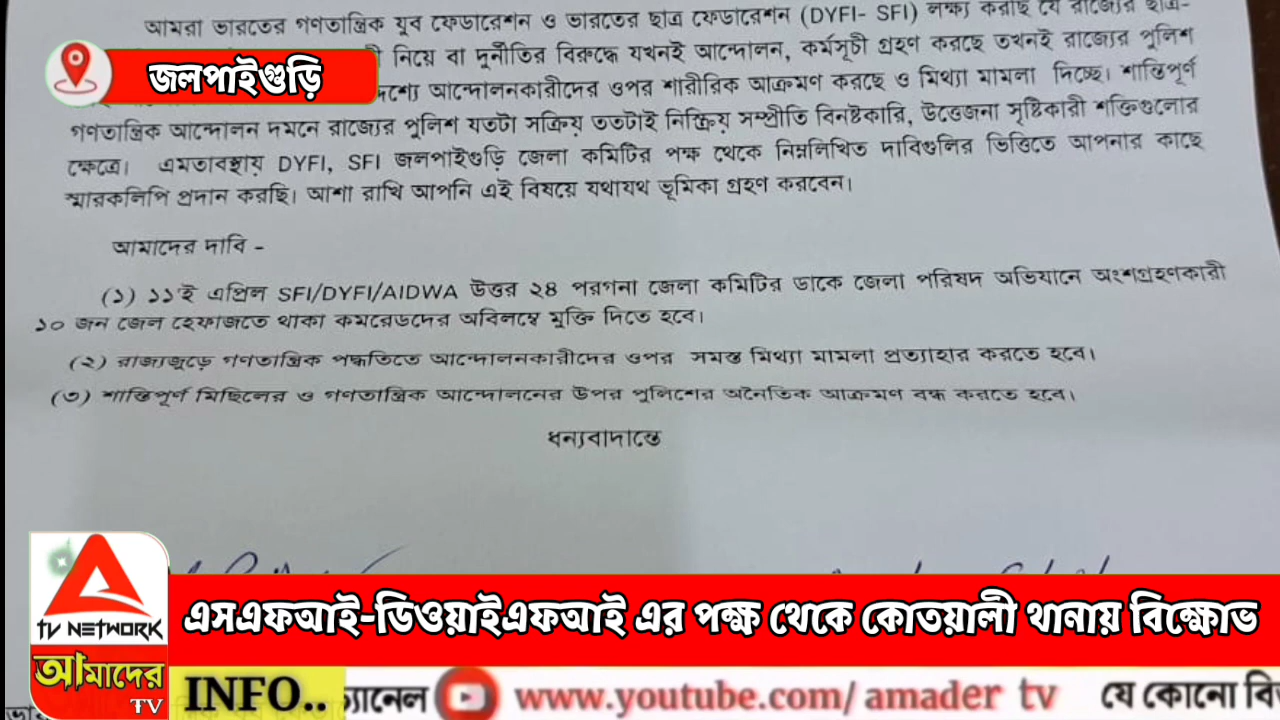 আমরা ভারতের গণতান্ত্রিক যুব ফেডারেশন ও ভারতের ছাত্র ফেডারেশন (DYFI- SFI) লক্ষ্য করছি যে রাজ্যের ছাত্র-
নিয়ে বা দুর্নীতির বিরুদ্ধে যখনই আন্দোলন, কর্মসূচী গ্রহণ করছে তখনই রাজ্যের পুলিশ
জলপাইগুড়ি
আন্দোলনকারীদের ওপর শারীরিক আক্রমণ করছে ও মিথ্যা মামলা দিচ্ছে। শান্তিপূর্ণ
গণতান্ত্রিক আন্দোলন দমনে রাজ্যের পুলিশ যতটা সক্রিয় ততটাই নিষ্ক্রিয় সম্প্রীতি বিনষ্টকারি, উত্তেজনা সৃষ্টিকারী শক্তিগুলোর
ক্ষেত্রে। এমতাবস্থায় DYFI, SFI জলপাইগুড়ি জেলা কমিটির পক্ষ থেকে নিম্নলিখিত দাবিগুলির ভিত্তিতে আপনার কাছে
স্মারকলিপি প্রদান করছি। আশা রাখি আপনি এই বিষয়ে যথাযথ ভূমিকা গ্রহণ করবেন।
আমাদের দাবি -
(১) ১১'ই এপ্রিল SFI/DYFI/AIDWA উত্তর ২৪ পরগনা জেলা কমিটির ডাকে জেলা পরিষদ অভিযানে অংশগ্রহণকারী
১০ জন জেল হেফাজতে থাকা কমরেডদের অবিলম্বে মুক্তি দিতে হবে।
(২) রাজ্যজুড়ে গণতান্ত্রিক পদ্ধতিতে আন্দোলনকারীদের ওপর সমস্ত মিথ্যা মামলা প্রত্যাহার করতে হবে।
(৩) শান্তিপূর্ণ মিছিলের ও গণতান্ত্রিক আন্দোলনের উপর পুলিশের অনৈতিক আক্রমণ বন্ধ করতে হবে।
ধন্যবাদান্তে
এসএফআই-ডিওয়াইএফআই এর পক্ষ থেকে কোতয়ালী থানায় বিক্ষোভ
TV NETWORK
আমাদের
TV
INFO.. চ্যানেল www.youtube.com/ amader tv যে কোনো